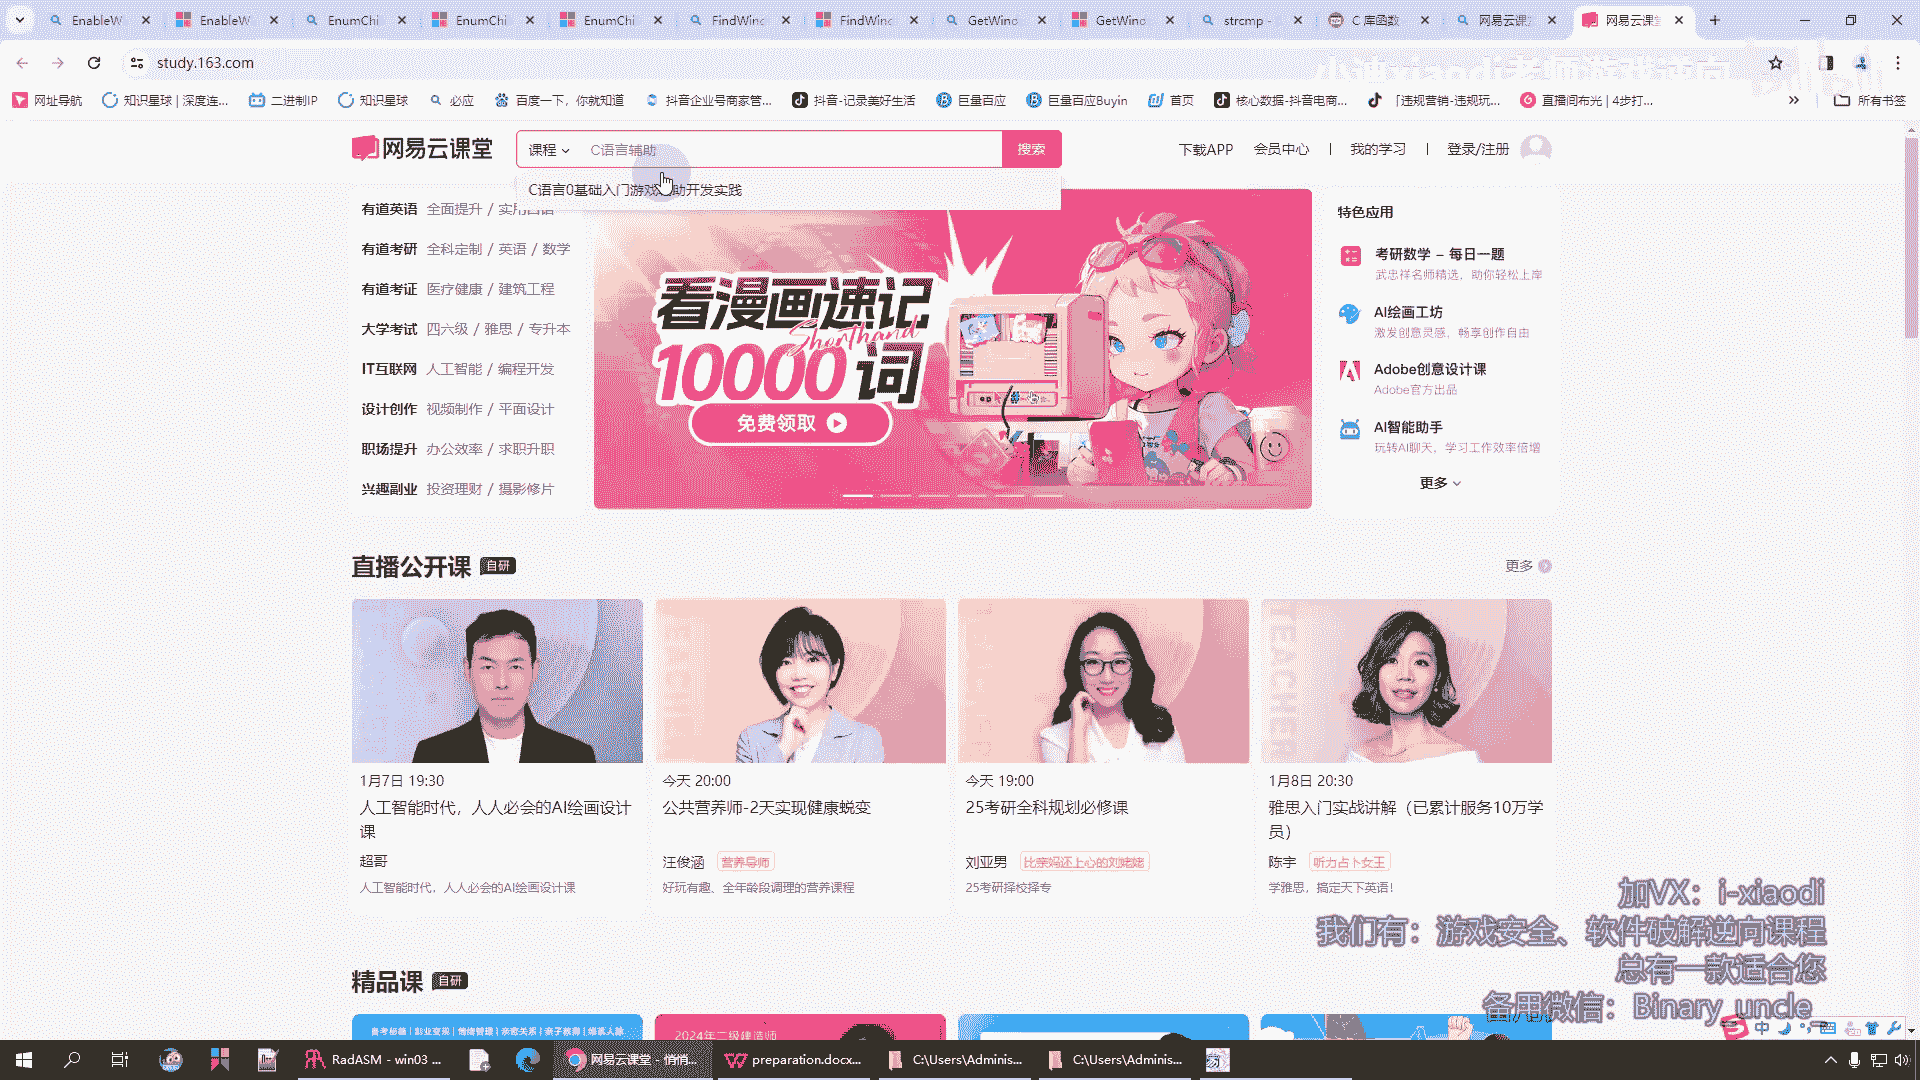 EnableW
EnableW
EnumChi
EnumChi
EnumChi
FindWinc
FindWinc
GetWino
GetWino
strcmp -
C 库函数
网易云课
网易云课堂
study.163.com
网址导航
知识星球 | 深度连...
二进制IP
知识星球
必应
百度一下，你就知道
抖音企业号商家管...
抖音-记录美好生活
巨量百应
巨量百应Buyin
首页
核心数据-抖音电商...
「违规营销-违规玩...
直播间布光 | 4步打...
所有书签
网易云课堂
课程
C语言辅助
搜索
下载APP
会员中心
我的学习
登录/注册
C语言0基础入门游戏辅助开发实践
有道英语 全面提升 / 实用口语
有道考研 全科定制 / 英语 / 数学
有道考证 医疗健康 / 建筑工程
大学考试 四六级 / 雅思 / 专升本
IT互联网 人工智能 / 编程开发
设计创作 视频制作 / 平面设计
职场提升 办公效率 / 求职升职
兴趣副业 投资理财 / 摄影修片
看漫画速记
Shorthand
10000词
免费领取
特色应用
考研数学 – 每日一题
武忠祥名师精选，助你轻松上岸
AI绘画工坊
激发创意灵感，畅享创作自由
Adobe创意设计课
Adobe官方出品
AI智能助手
玩转AI聊天，学习工作效率倍增
更多
直播公开课 自研
更多
1月7日 19:30
人工智能时代，人人必会的AI绘画设计
课
超哥
人工智能时代，人人必会的AI绘画设计课
今天 20:00
公共营养师-2天实现健康蜕变
汪俊涵 营养导师
好玩有趣、全年龄段调理的营养课程
今天 19:00
25考研全科规划必修课
刘亚男 比亲妈还上心的刘姥姥
25考研择校择专
1月8日 20:30
雅思入门实战讲解（已累计服务10万学
员）
陈宇 听力占卜女王
学雅思，搞定天下英语！
加VX：i-xiaodi
我们有：游戏安全、软件破解逆向课程
总有一款适合您
备用微信：Binary_uncle_
精品课 自研
2024年二级建造师
中
RadASM - win03 ...
网易云课堂 - 悄悄...
preparation.docx...
C:\Users\Adminis...
C:\Users\Adminis...